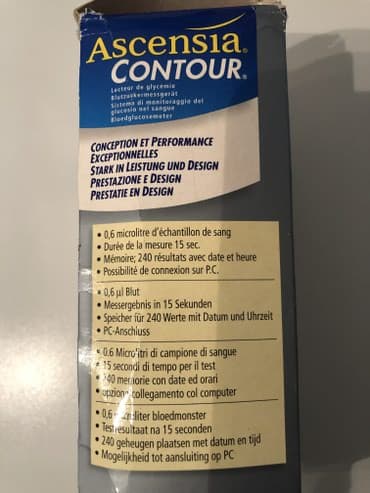 Ascensia®
CONTOUR®
Lecteur de glycémie
Blutzuckermessgerät
Sistema di monitoraggio del
glucosio nel sangue
Bloedglucosemeter
CONCEPTION ET PERFORMANCE
EXCEPTIONNELLES
STARK IN LEISTUNG UND DESIGN
PRESTAZIONE E DESIGN
PRESTATIE EN DESIGN
• 0,6 microlitre d'échantillon de sang
• Durée de la mesure 15 sec.
• Mémoire; 240 résultats avec date et heure
• Possibilité de connexion sur P.C.
• 0,6 µl Blut
• Messergebnis in 15 Sekunden
• Speicher für 240 Werte mit Datum und Uhrzeit
• PC-Anschluss
• 0.6 Microlitri di campione di sangue
• 15 secondi di tempo per il test
• 240 memorie con date ed orari
• opzione collegamento col computer
• 0,6 microliter bloedmonster
• Testresultaat na 15 seconden
• 240 geheugen plaatsen met datum en tijd
• Mogelijkheid tot aansluiting op PC